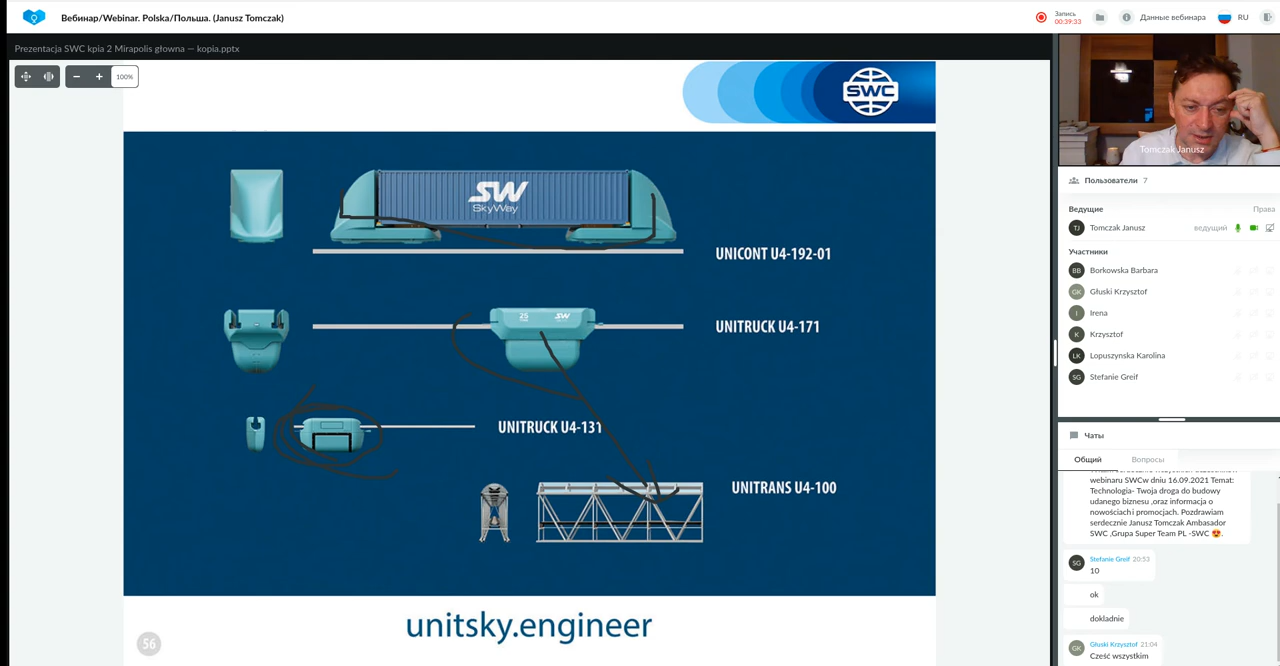 Вебинар/Webinar. Polska/Польша. (Janusz Tomczak)
Запись
00:39:33
Данные вебинара
RU
Prezentacja SWC kpia 2 Mirapolis głowna — kopia.pptx
100%
SWC
SW
SkyWay
UNICONT U4-192-01
25
SW
UNITRUCK U4-171
UNITRUCK U4-131
UNITRANS U4-100
unitsky.engineer
56
Tomczak Janusz
Пользователи 7
Ведущие
Права
TJ
Tomczak Janusz
ведущий
Участники
BB
Borkowska Barbara
GK
Głuski Krzysztof
I
Irena
K
Krzysztof
LK
Lopuszynska Karolina
SG
Stefanie Greif
Чаты
Общий
Вопросы
webinaru SWCw dniu 16.09.2021 Temat:
Technologia- Twoja droga do budowy
udanego biznesu ,oraz informacja o
nowościach i promocjach. Pozdrawiam
serdecznie Janusz Tomczak Ambasador
SWC ,Grupa Super Team PL -SWC 😍.
SG
Stefanie Greif 20:53
10
ok
dokladnie
GK
Głuski Krzysztof 21:04
Cześć wszystkim